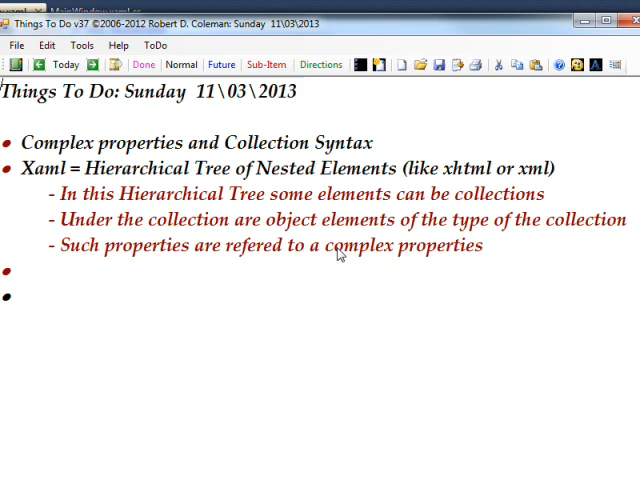 MainWindow.xaml.cs
Things To Do v37 ©2006-2012 Robert D. Coleman: Sunday 11\03\2013
File Edit Tools Help ToDo
Today Done Normal Future Sub-Item Directions
Things To Do: Sunday 11\03\2013
Complex properties and Collection Syntax
Xaml = Hierarchical Tree of Nested Elements (like xhtml or xml)
- In this Hierarchical Tree some elements can be collections
- Under the collection are object elements of the type of the collection
- Such properties are refered to a complex properties